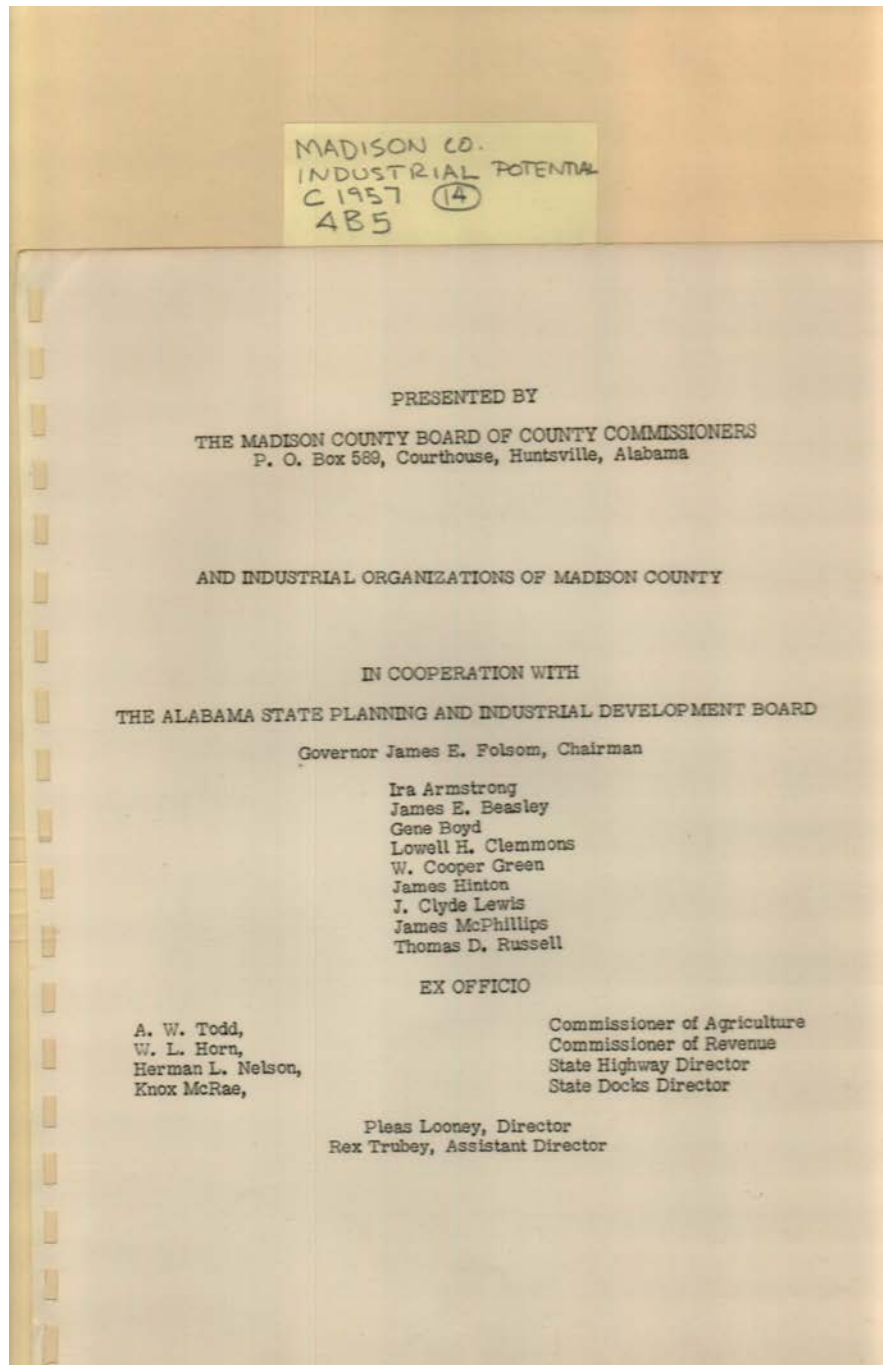 MADISON CO.
INDUSTRIAL POTENTIAL
C 1957 14
4B5
PRESENTED BY
THE MADISON COUNTY BOARD OF COUNTY COMMISSIONERS
P. O. Box 589, Courthouse, Huntsville, Alabama
AND INDUSTRIAL ORGANIZATIONS OF MADISON COUNTY
IN COOPERATION WITH
THE ALABAMA STATE PLANNING AND INDUSTRIAL DEVELOPMENT BOARD
Governor James E. Folsom, Chairman
Ira Armstrong
James E. Beasley
Gene Boyd
Lowell H. Clemmons
W. Cooper Green
James Hinton
J. Clyde Lewis
James McPhillips
Thomas D. Russell
EX OFFICIO
A. W. Todd, Commissioner of Agriculture
W. L. Horn, Commissioner of Revenue
Herman L. Nelson, State Highway Director
Knox McRae, State Docks Director
Pleas Looney, Director
Rex Trubey, Assistant Director